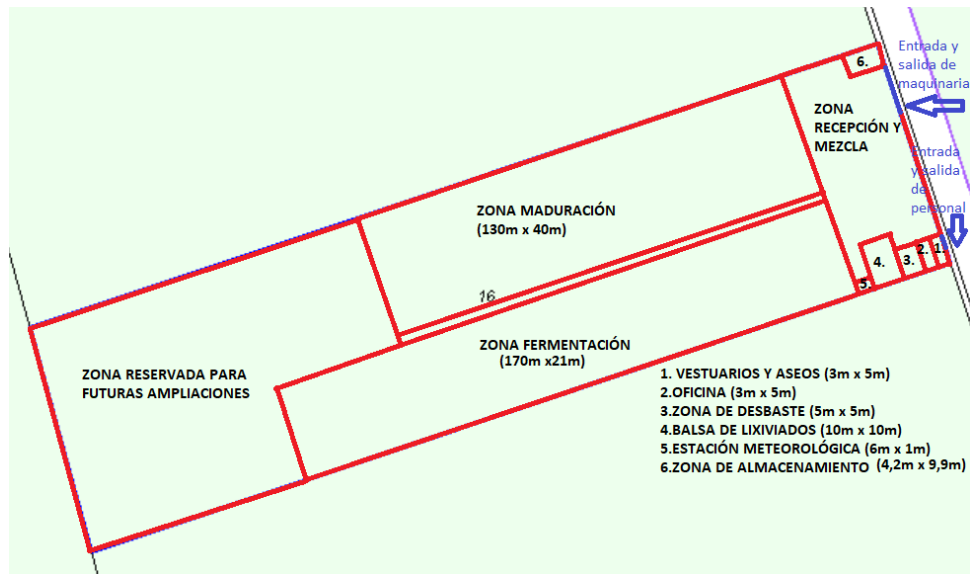 Entrada y
salida de
maquinaria
6.
ZONA
RECEPCIÓN Y
MEZCLA
Entrada
y salida
de
personal
ZONA MADURACIÓN
(130m x 40m)
1.
2.
3.
4.
5.
16
ZONA FERMENTACIÓN
(170m x21m)
ZONA RESERVADA PARA
FUTURAS AMPLIACIONES
1. VESTUARIOS Y ASEOS (3m x 5m)
2.OFICINA (3m x 5m)
3.ZONA DE DESBASTE (5m x 5m)
4.BALSA DE LIXIVIADOS (10m x 10m)
5.ESTACIÓN METEOROLÓGICA (6m x 1m)
6.ZONA DE ALMACENAMIENTO (4,2m x 9,9m)